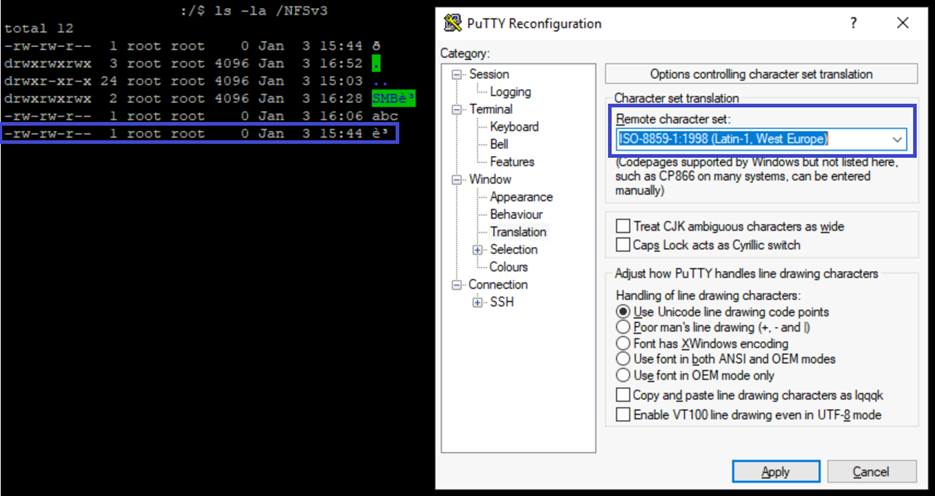 :/$ ls -la /NFSv3
total 12
-rw-rw-r-- 1 root root 0 Jan 3 15:44 ð
drwxrwxrwx 3 root root 4096 Jan 3 16:52 .
drwxr-xr-x 24 root root 4096 Jan 3 15:03 ..
drwxrwxrwx 2 root root 4096 Jan 3 16:28 SMBè³
-rw-rw-r-- 1 root root 0 Jan 3 16:06 abc
-rw-rw-r-- 1 root root 0 Jan 3 15:44 è³
PuTTY Reconfiguration
? ✕
Category:
Session
Logging
Terminal
Keyboard
Bell
Features
Window
Appearance
Behaviour
Translation
Selection
Colours
Connection
SSH
Options controlling character set translation
Character set translation
Remote character set:
ISO-8859-1:1998 (Latin-1, West Europe)
(Codepages supported by Windows but not listed here,
such as CP866 on many systems, can be entered
manually)
Treat CJK ambiguous characters as wide
Caps Lock acts as Cyrillic switch
Adjust how PuTTY handles line drawing characters
Handling of line drawing characters:
Use Unicode line drawing code points
Poor man's line drawing (+, - and |)
Font has XWindows encoding
Use font in both ANSI and OEM modes
Use font in OEM mode only
Copy and paste line drawing characters as lqqqk
Enable VT100 line drawing even in UTF-8 mode
Apply
Cancel